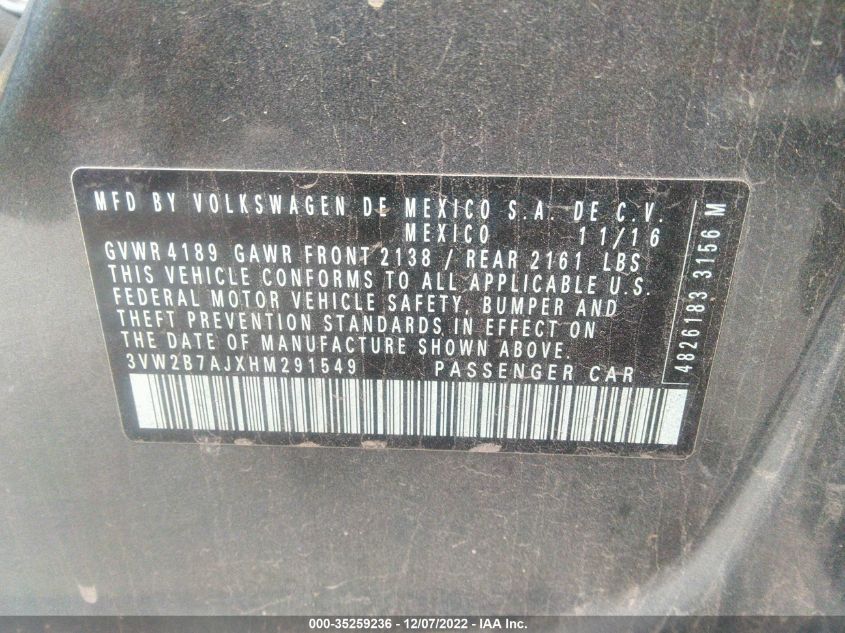 MFD BY VOLKSWAGEN DE MEXICO S.A. DE C.V.
MEXICO 11/16
GVWR 4189 GAWR FRONT 2138 / REAR 2161 LBS
THIS VEHICLE CONFORMS TO ALL APPLICABLE U.S.
FEDERAL MOTOR VEHICLE SAFETY, BUMPER AND
THEFT PREVENTION STANDARDS IN EFFECT ON
THE DATE OF MANUFACTURE SHOWN ABOVE.
3VW2B7AJXHM291549 PASSENGER CAR
4826183 3156 M
000-35259236 - 12/07/2022 - IAA Inc.